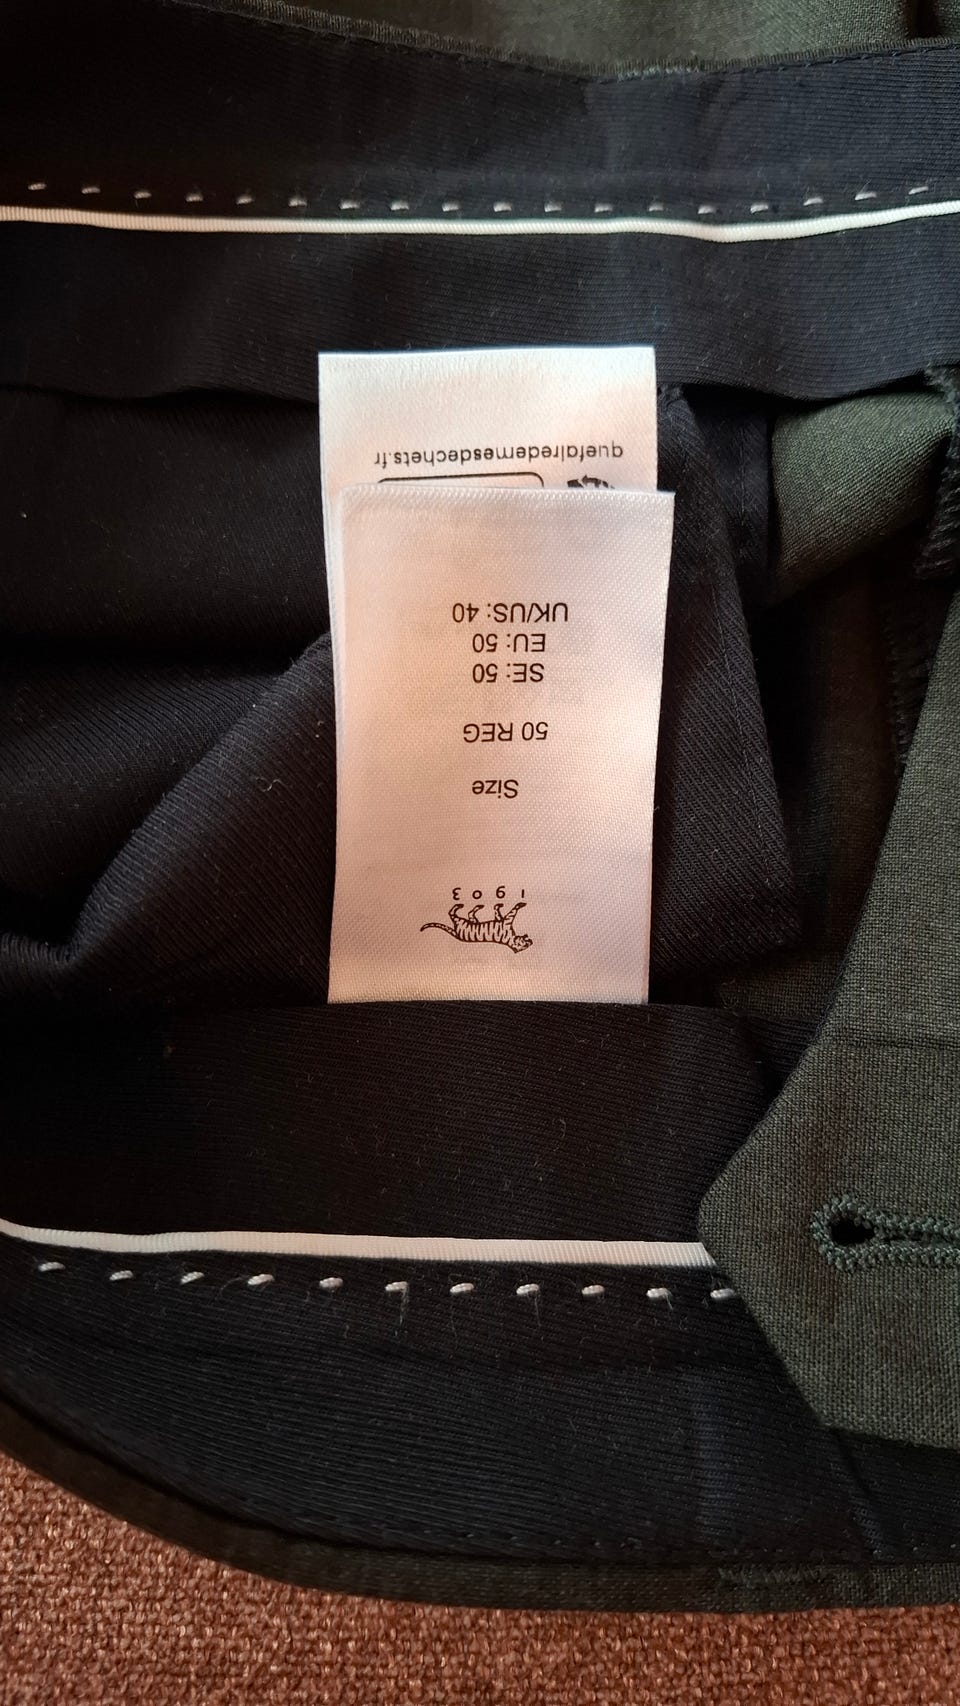 1903
Size
50 REG
SE: 50
EU: 50
UK/US: 40
quefairedemesdechets.fr